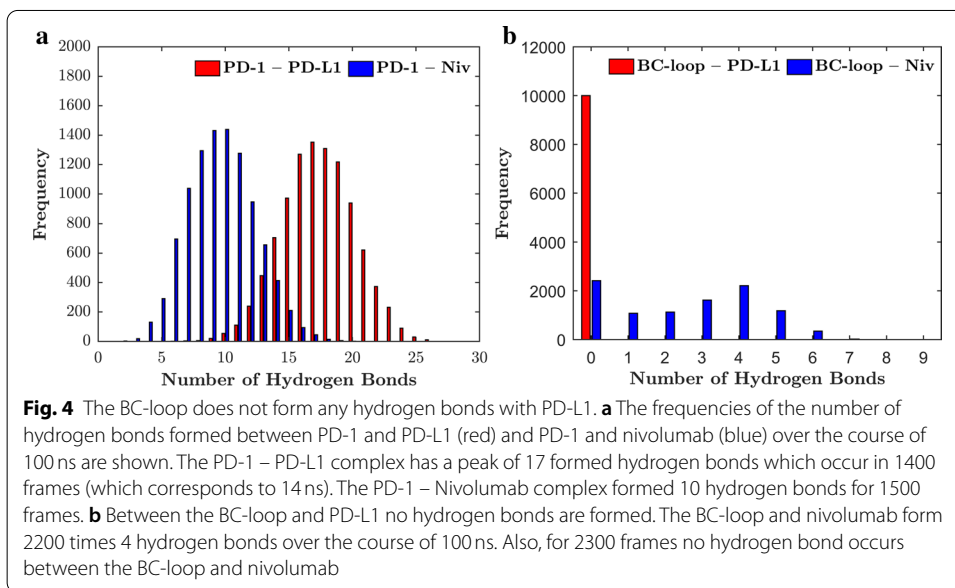 a
2000
1800
1600
1400
1200
1000
800
600
400
200
0
Frequency
PD-1 – PD-L1 PD-1 – Niv
0 5 10 15 20 25 30
Number of Hydrogen Bonds
b
12000
10000
8000
6000
4000
2000
0
Frequency
BC-loop – PD-L1 BC-loop – Niv
0 1 2 3 4 5 6 7 8 9
Number of Hydrogen Bonds
Fig. 4 The BC-loop does not form any hydrogen bonds with PD-L1. a The frequencies of the number of
hydrogen bonds formed between PD-1 and PD-L1 (red) and PD-1 and nivolumab (blue) over the course of
100 ns are shown. The PD-1 – PD-L1 complex has a peak of 17 formed hydrogen bonds which occur in 1400
frames (which corresponds to 14 ns). The PD-1 – Nivolumab complex formed 10 hydrogen bonds for 1500
frames. b Between the BC-loop and PD-L1 no hydrogen bonds are formed. The BC-loop and nivolumab form
2200 times 4 hydrogen bonds over the course of 100 ns. Also, for 2300 frames no hydrogen bond occurs
between the BC-loop and nivolumab